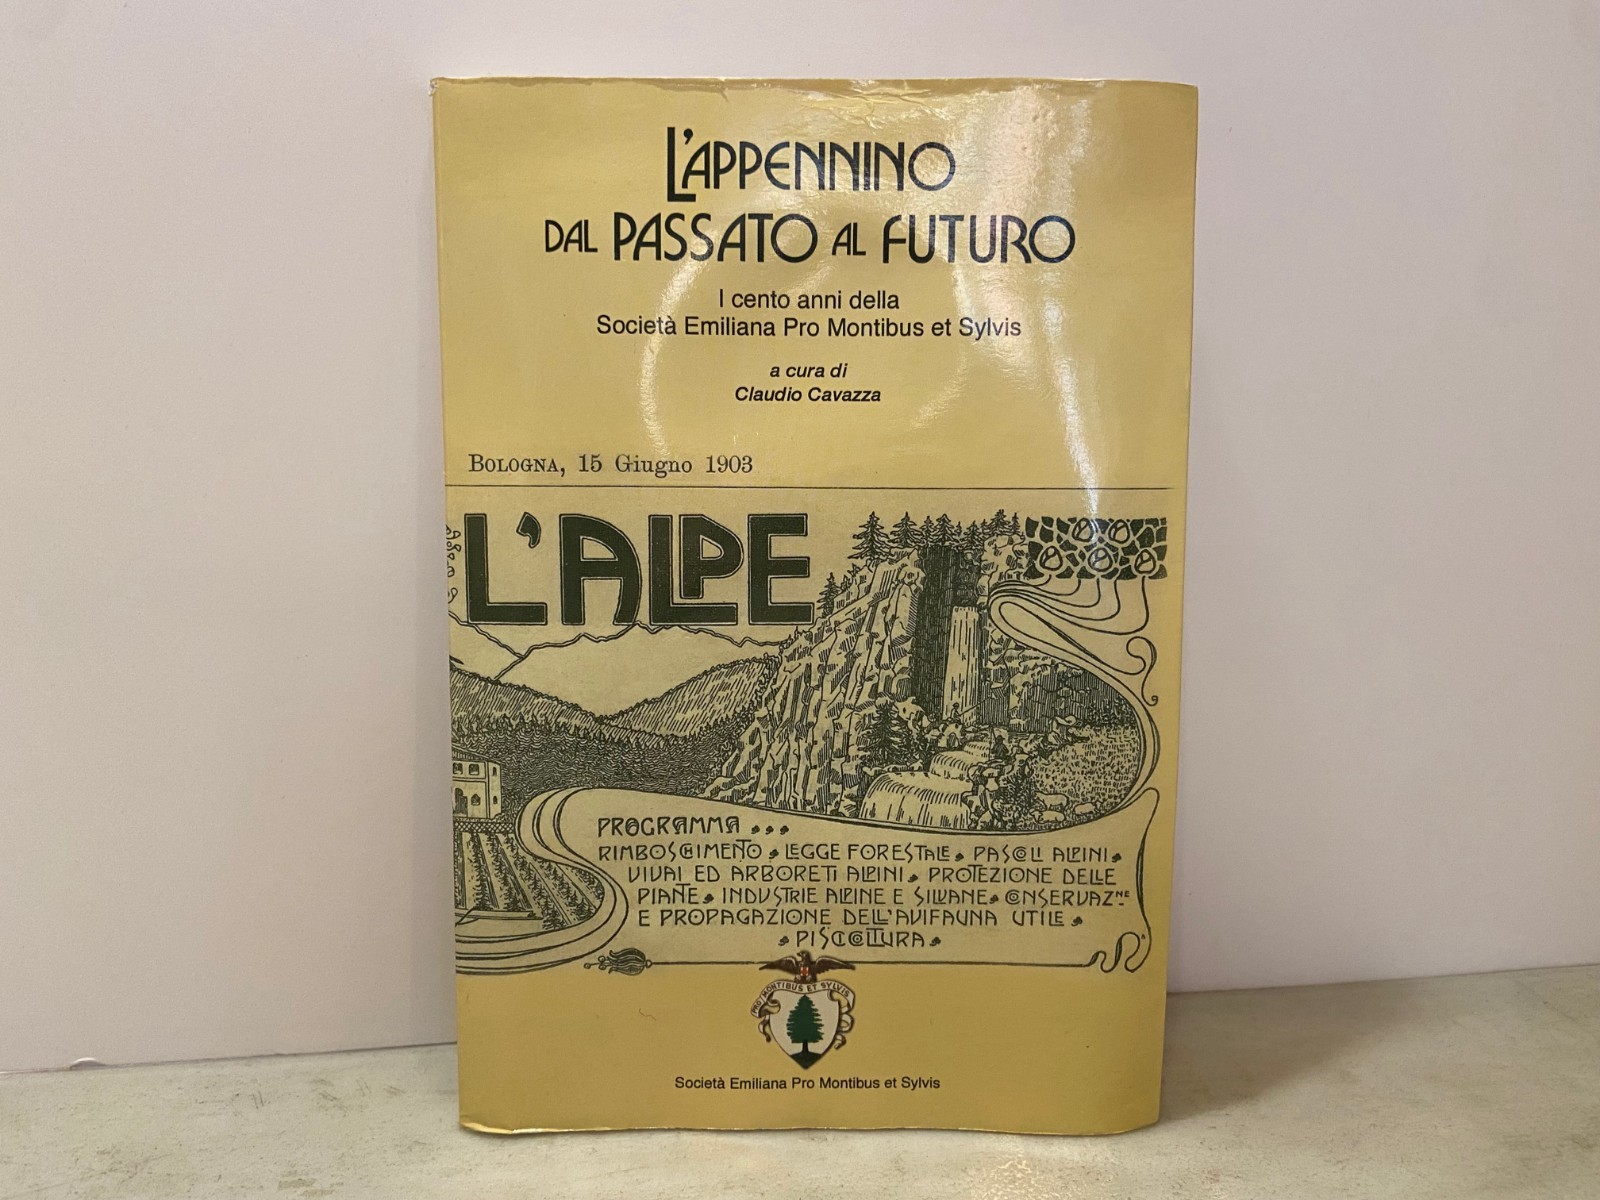 L'APPENNINO
DAL PASSATO AL FUTURO
I cento anni della
Società Emiliana Pro Montibus et Sylvis
a cura di
Claudio Cavazza
BOLOGNA, 15 Giugno 1903
L'ALPE
PROGRAMMA...
RIMBOSCHIMENTO. LEGGE FORESTALE. PASCOLI ALPINI.
VIVAI ED ARBORETI ALPINI. PROTEZIONE DELLE
PIANTE. INDUSTRIE ALPINE E SILVANE. CONSERVAZNE
E PROPAGAZIONE DELL'AVIFAUNA UTILE.
PISCICOLTURA.
PRO MONTIBUS ET SYLVIS
Società Emiliana Pro Montibus et Sylvis